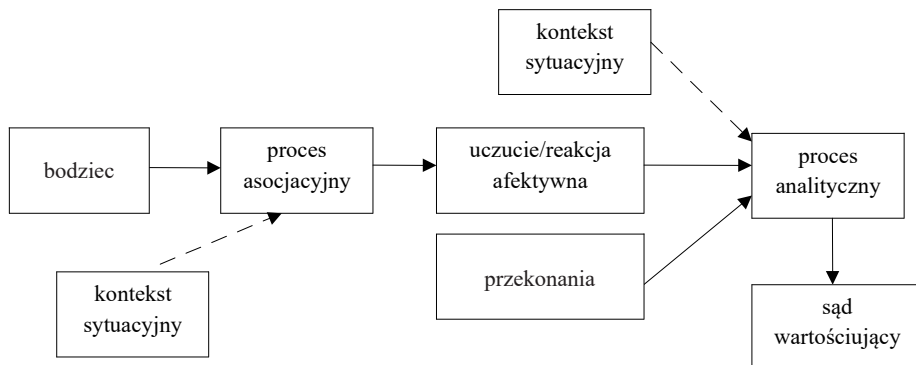 kontekst
sytuacyjny
bodziec
proces
asocjacyjny
uczucie/reakcja
afektywna
proces
analityczny
przekonania
kontekst
sytuacyjny
sąd
wartościujący